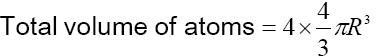 Total volume of atoms = 4 × 4/3 πR³